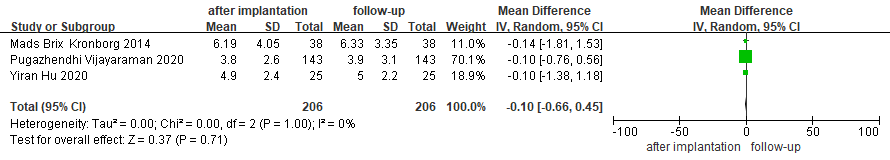 after implantation follow-up Mean Difference Mean Difference
Study or Subgroup Mean SD Total Mean SD Total Weight IV, Random, 95% CI IV, Random, 95% CI
Mads Brix Kronborg 2014 6.19 4.05 38 6.33 3.35 38 11.0% -0.14 [-1.81, 1.53]
Pugazhendhi Vijayaraman 2020 3.8 2.6 143 3.9 3.1 143 70.1% -0.10 [-0.76, 0.56]
Yiran Hu 2020 4.9 2.4 25 5 2.2 25 18.9% -0.10 [-1.38, 1.18]
Total (95% CI) 206 206 100.0% -0.10 [-0.66, 0.45]
Heterogeneity: Tau² = 0.00; Chi² = 0.00, df = 2 (P = 1.00); I² = 0%
Test for overall effect: Z = 0.37 (P = 0.71)
-100 -50 0 50 100
after implantation follow-up